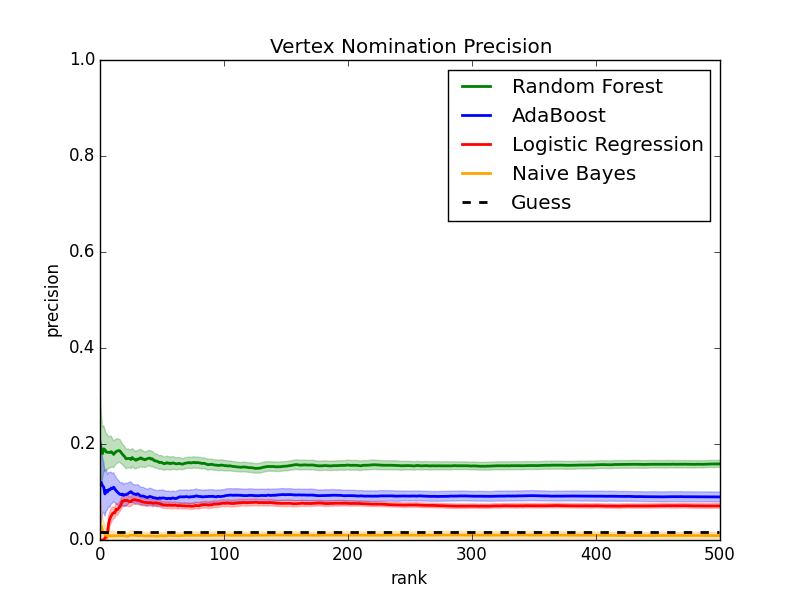 Vertex Nomination Precision
1.0
0.8
0.6
0.4
0.2
0.0
precision
Random Forest
AdaBoost
Logistic Regression
Naive Bayes
Guess
0 100 200 300 400 500
rank